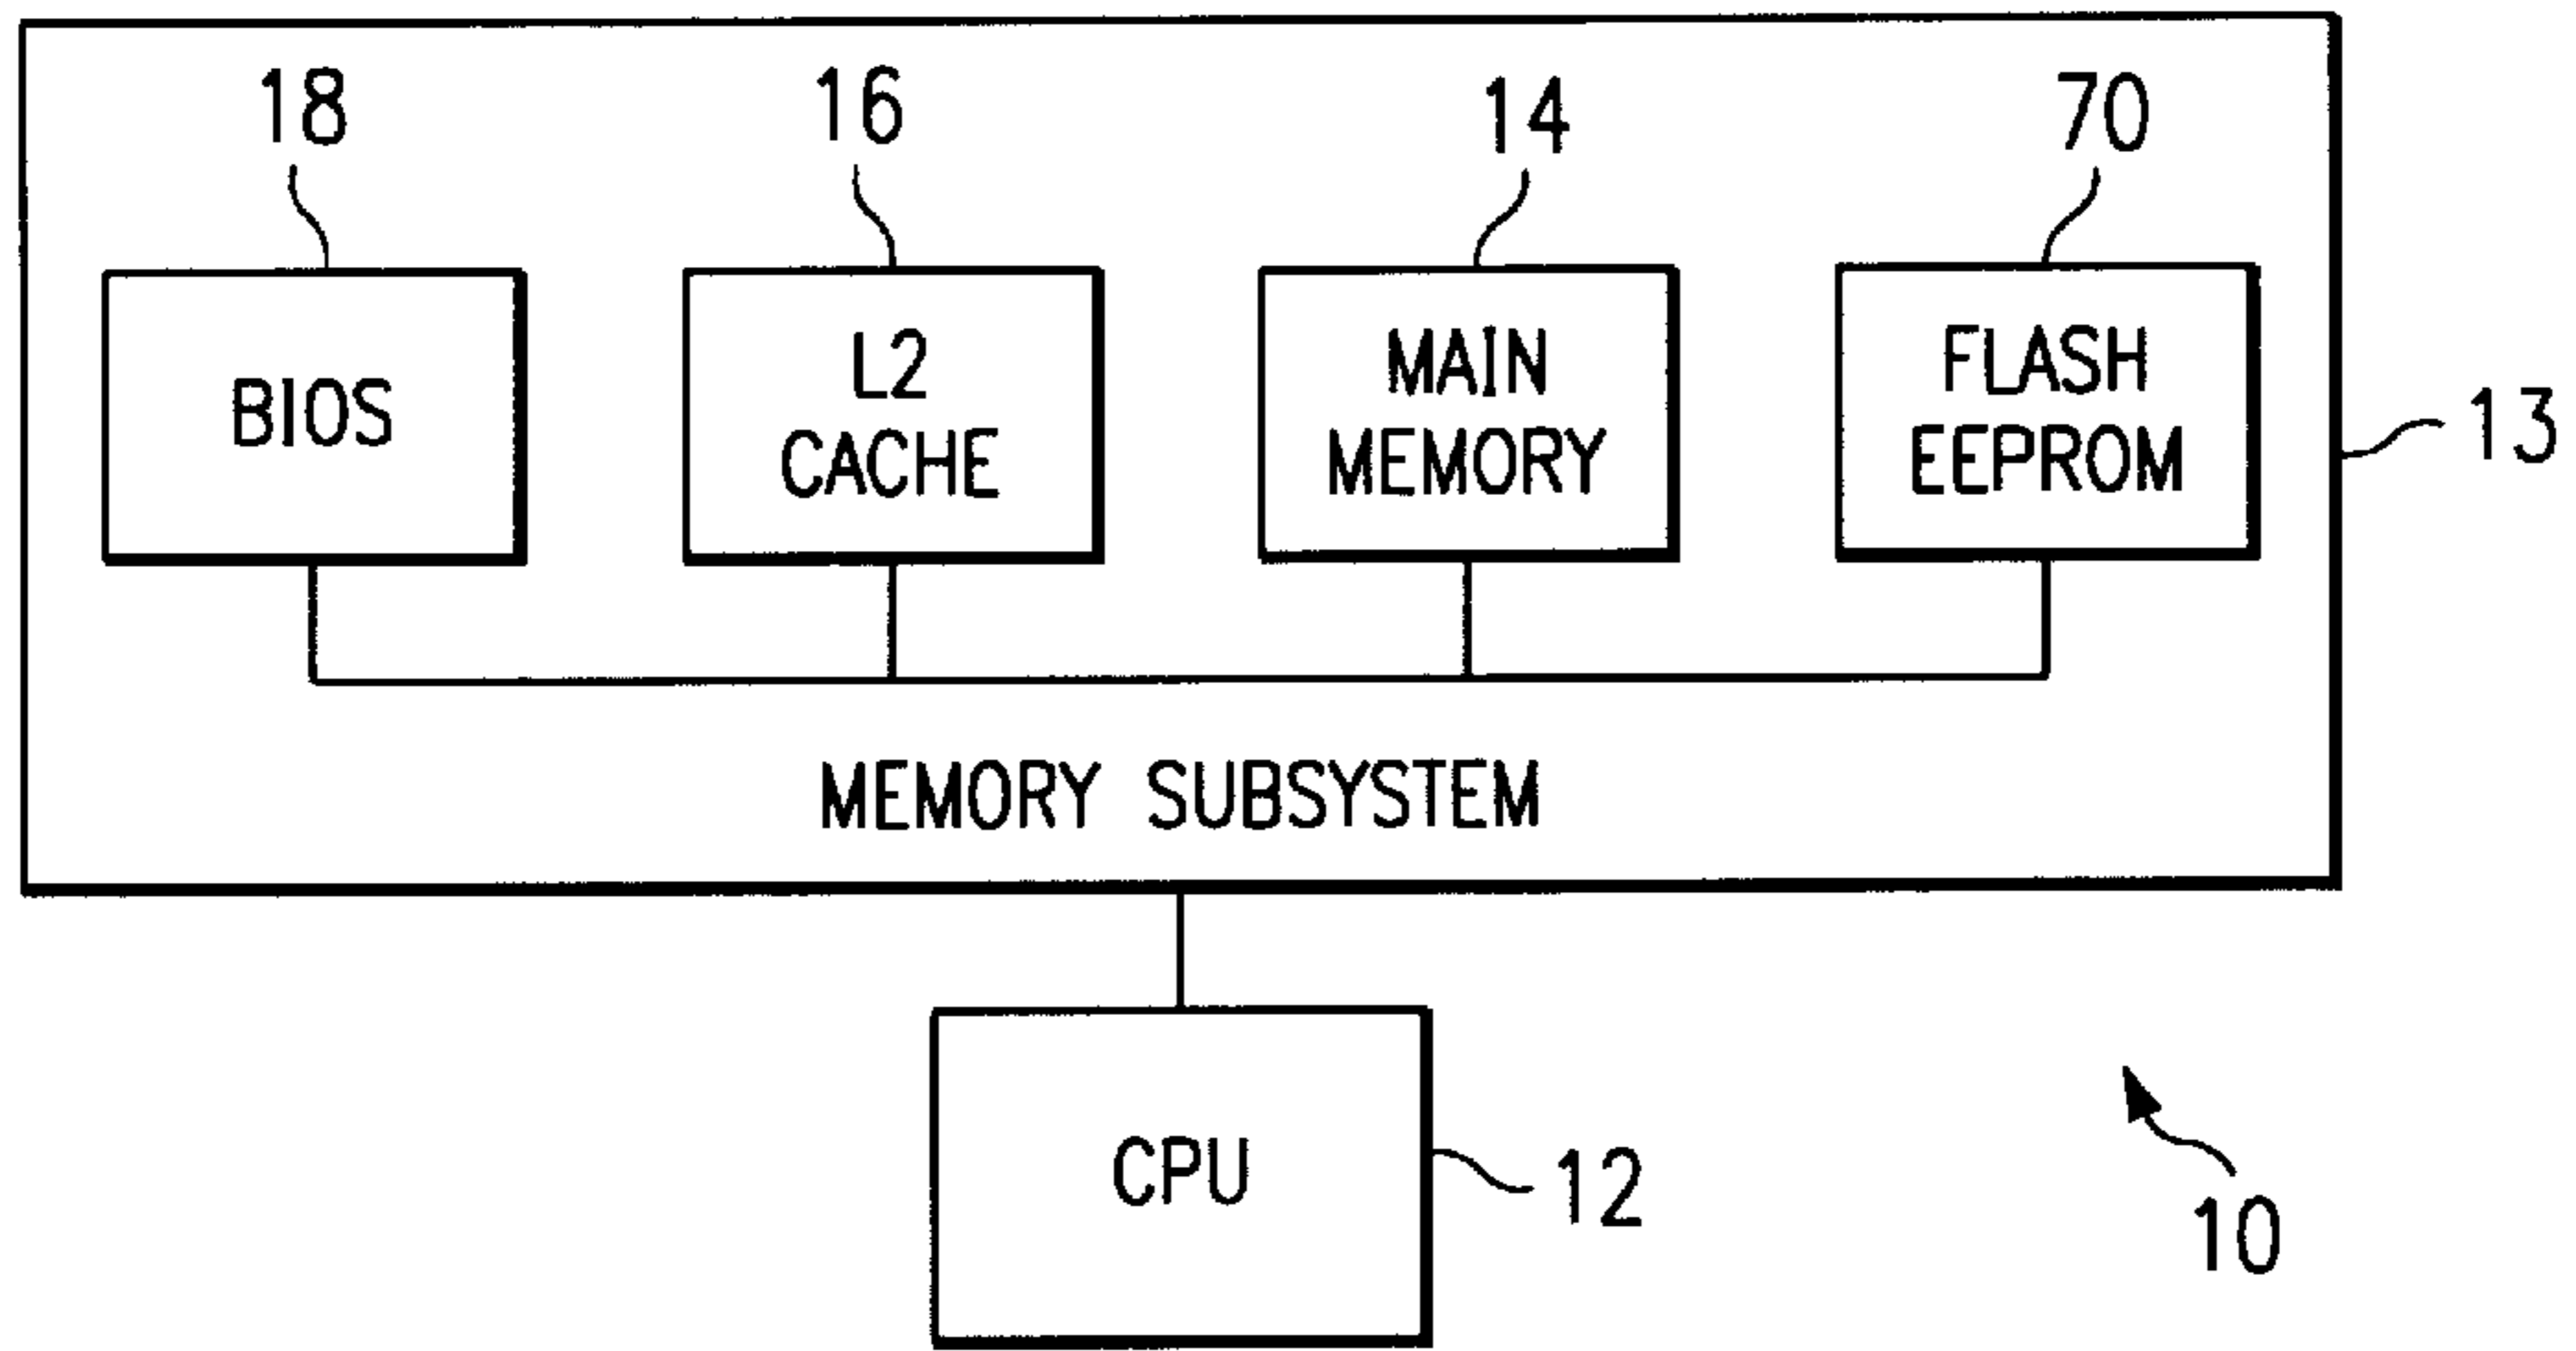 18
16
14
70
BIOS
L2
CACHE
MAIN
MEMORY
FLASH
EEPROM
13
MEMORY SUBSYSTEM
CPU
12
10